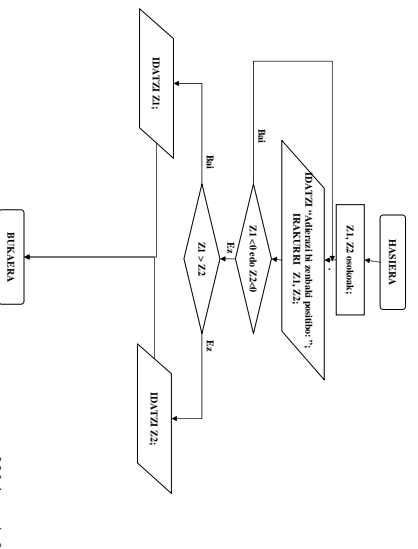 HASIERA
Z1, Z2 osokoak;
IDATZI “Adierazi bi zenbaki positibo: ”;
IRAKURRI Z1, Z2;
Z1 <0 edo Z2<0
Bai
Ez
Z1 > Z2
Bai
Ez
IDATZI Z1;
IDATZI Z2;
BUKAERA